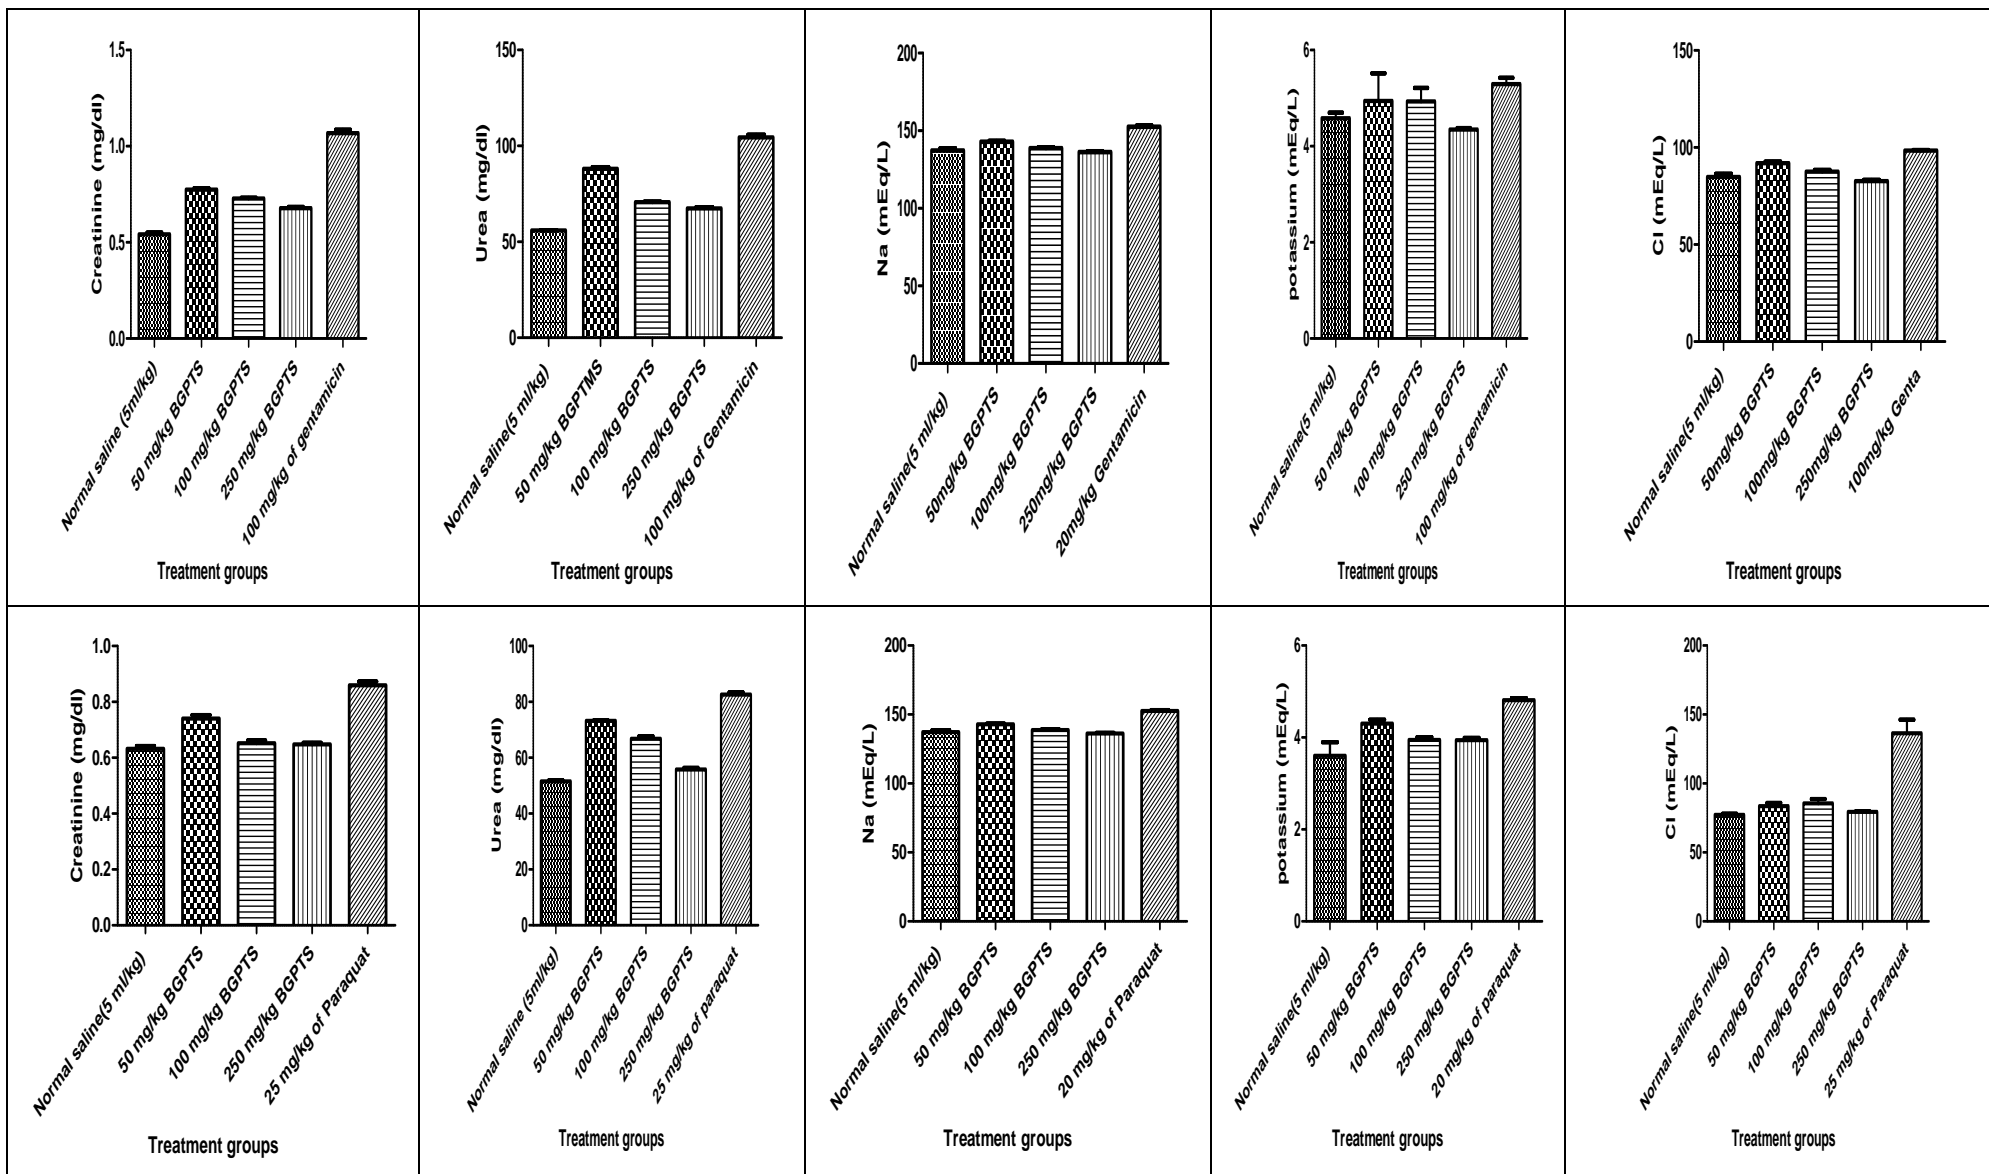 Creatinine (mg/dl)
1.5
1.0
0.5
0.0
Normal saline (5ml/kg)
50 mg/kg BGPTS
100 mg/kg BGPTS
250 mg/kg BGPTS
100 mg/kg of gentamicin
Treatment groups
Urea (mg/dl)
150
100
50
0
Normal saline(5 ml/kg)
50 mg/kg BGPTMS
100 mg/kg BGPTS
250 mg/kg BGPTS
100 mg/kg of Gentamicin
Treatment groups
Na (mEq/L)
200
150
100
50
0
Normal saline(5 ml/kg)
50mg/kg BGPTS
100mg/kg BGPTS
250mg/kg BGPTS
20mg/kg Gentamicin
Treatment groups
potassium (mEq/L)
6
4
2
0
Normal saline(5 ml/kg)
50 mg/kg BGPTS
100 mg/kg BGPTS
250 mg/kg BGPTS
100 mg/kg of gentamicin
Treatment groups
Cl (mEq/L)
150
100
50
0
Normal saline(5 ml/kg)
50mg/kg BGPTS
100mg/kg BGPTS
250mg/kg BGPTS
100mg/kg Genta
Treatment groups
Creatinine (mg/dl)
1.0
0.8
0.6
0.4
0.2
0.0
Normal saline(5 ml/kg)
50 mg/kg BGPTS
100 mg/kg BGPTS
250 mg/kg BGPTS
25 mg/kg of Paraquat
Treatment groups
Urea (mg/dl)
100
80
60
40
20
0
Normal saline (5ml/kg)
50 mg/kg BGPTS
100 mg/kg BGPTS
250 mg/kg BGPTS
25 mg/kg of paraquat
Treatment groups
Na (mEq/L)
200
150
100
50
0
Normal saline(5 ml/kg)
50 mg/kg BGPTS
100 mg/kg BGPTS
250 mg/kg BGPTS
20 mg/kg of Paraquat
Treatment groups
potassium (mEq/L)
6
4
2
0
Normal saline(5 ml/kg)
50 mg/kg BGPTS
100 mg/kg BGPTS
250 mg/kg BGPTS
20 mg/kg of paraquat
Treatment groups
Cl (mEq/L)
200
150
100
50
0
Normal saline(5 ml/kg)
50 mg/kg BGPTS
100 mg/kg BGPTS
250 mg/kg BGPTS
25 mg/kg of Paraquat
Treatment groups